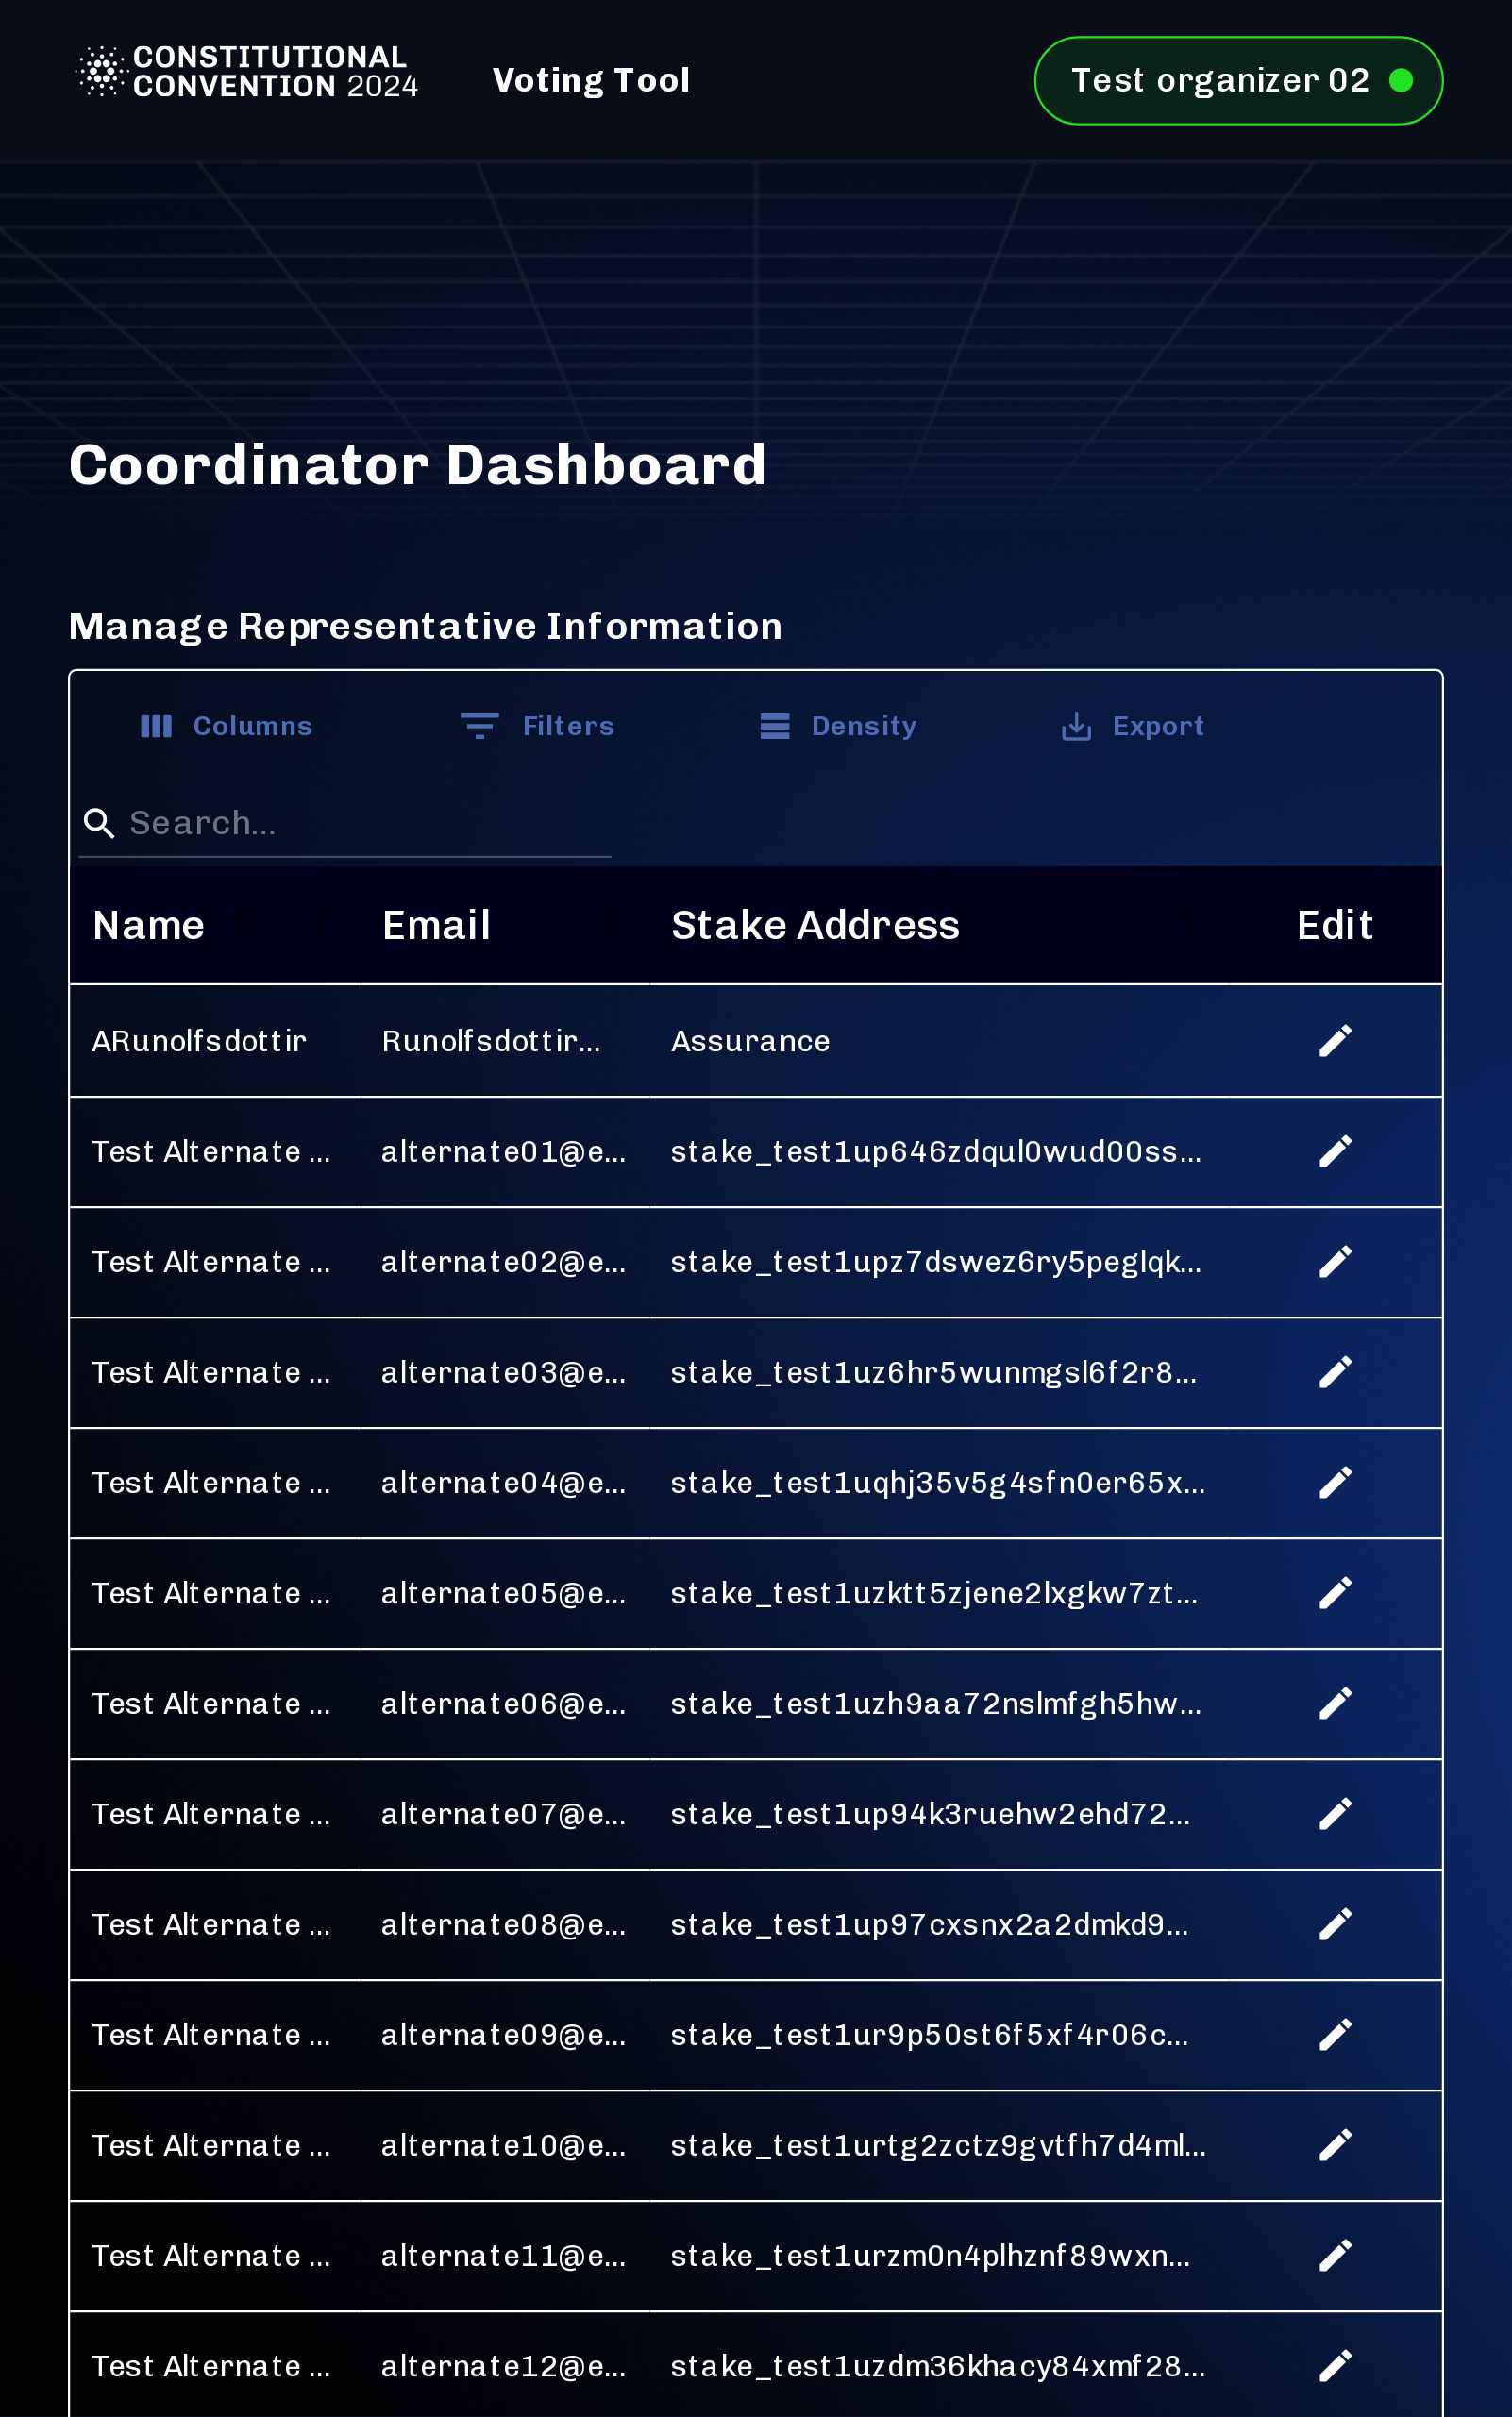 CONSTITUTIONAL
CONVENTION 2024
Voting Tool
Test organizer 02
Coordinator Dashboard
Manage Representative Information
Columns Filters Density Export
Search...
Name Email Stake Address Edit
ARunolfsdottir Runolfsdottir... Assurance
Test Alternate ... alternate01@e... stake_test1up646zdqul0wud00ss...
Test Alternate ... alternate02@e... stake_test1upz7dswez6ry5peglqk...
Test Alternate ... alternate03@e... stake_test1uz6hr5wunmgsl6f2r8...
Test Alternate ... alternate04@e... stake_test1uqhj35v5g4sfn0er65x...
Test Alternate ... alternate05@e... stake_test1uzktt5zjene2lxgkw7zt...
Test Alternate ... alternate06@e... stake_test1uzh9aa72nslmfgh5hw...
Test Alternate ... alternate07@e... stake_test1up94k3ruehw2ehd72...
Test Alternate ... alternate08@e... stake_test1up97cxsnx2a2dmkd9...
Test Alternate ... alternate09@e... stake_test1ur9p50st6f5xf4r06c...
Test Alternate ... alternate10@e... stake_test1urtg2zctz9gvtfh7d4ml...
Test Alternate ... alternate11@e... stake_test1urzm0n4plhznf89wxn...
Test Alternate ... alternate12@e... stake_test1uzdm36khacy84xmf28...